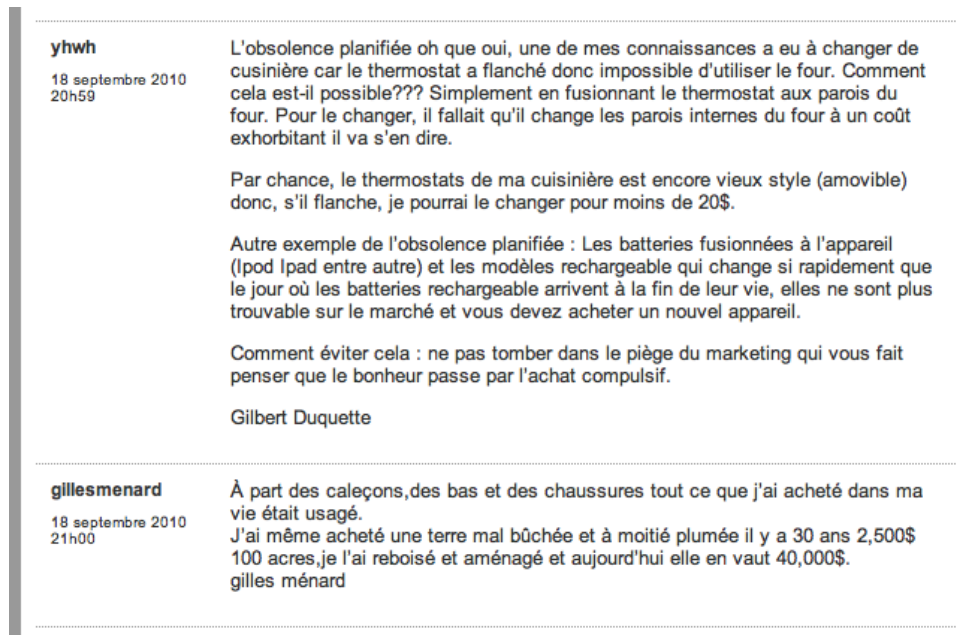 yhwh
18 septembre 2010
20h59
L'obsolence planifiée oh que oui, une de mes connaissances a eu à changer de
cusinière car le thermostat a flanché donc impossible d'utiliser le four. Comment
cela est-il possible??? Simplement en fusionnant le thermostat aux parois du
four. Pour le changer, il fallait qu'il change les parois internes du four à un coût
exhorbitant il va s'en dire.
Par chance, le thermostats de ma cuisinière est encore vieux style (amovible)
donc, s'il flanche, je pourrai le changer pour moins de 20$.
Autre exemple de l'obsolence planifiée : Les batteries fusionnées à l'appareil
(Ipod Ipad entre autre) et les modèles rechargeable qui change si rapidement que
le jour où les batteries rechargeable arrivent à la fin de leur vie, elles ne sont plus
trouvable sur le marché et vous devez acheter un nouvel appareil.
Comment éviter cela : ne pas tomber dans le piège du marketing qui vous fait
penser que le bonheur passe par l'achat compulsif.
Gilbert Duquette
gillesmenard
18 septembre 2010
21h00
À part des caleçons,des bas et des chaussures tout ce que j'ai acheté dans ma
vie était usagé.
J'ai même acheté une terre mal bûchée et à moitié plumée il y a 30 ans 2,500$
100 acres,je l'ai reboisé et aménagé et aujourd'hui elle en vaut 40,000$.
gilles ménard